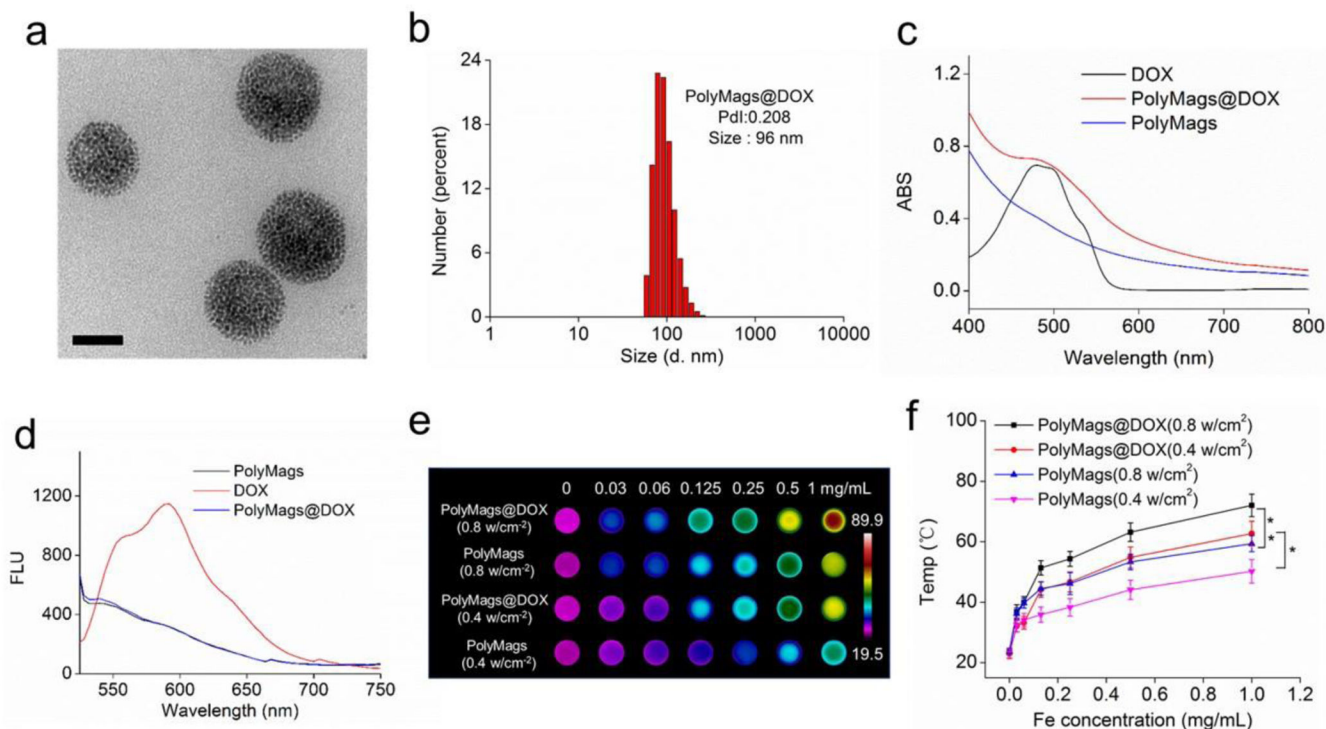 a
b
24
18
12
6
0
Number (percent)
PolyMags@DOX
PdI:0.208
Size : 96 nm
1
10
100
1000
10000
Size (d. nm)
c
1.2
0.8
0.4
0.0
ABS
DOX
PolyMags@DOX
PolyMags
400
500
600
700
800
Wavelength (nm)
d
1200
900
600
300
0
FLU
PolyMags
DOX
PolyMags@DOX
550
600
650
700
750
Wavelength (nm)
e
0 0.03 0.06 0.125 0.25 0.5 1 mg/mL
PolyMags@DOX
(0.8 w/cm-2)
PolyMags
(0.8 w/cm-2)
PolyMags@DOX
(0.4 w/cm-2)
PolyMags
(0.4 w/cm-2)
89.9
19.5
f
100
80
60
40
20
Temp (℃)
PolyMags@DOX(0.8 w/cm2)
PolyMags@DOX(0.4 w/cm2)
PolyMags(0.8 w/cm2)
PolyMags(0.4 w/cm2)
*
*
*
0.0
0.2
0.4
0.6
0.8
1.0
1.2
Fe concentration (mg/mL)